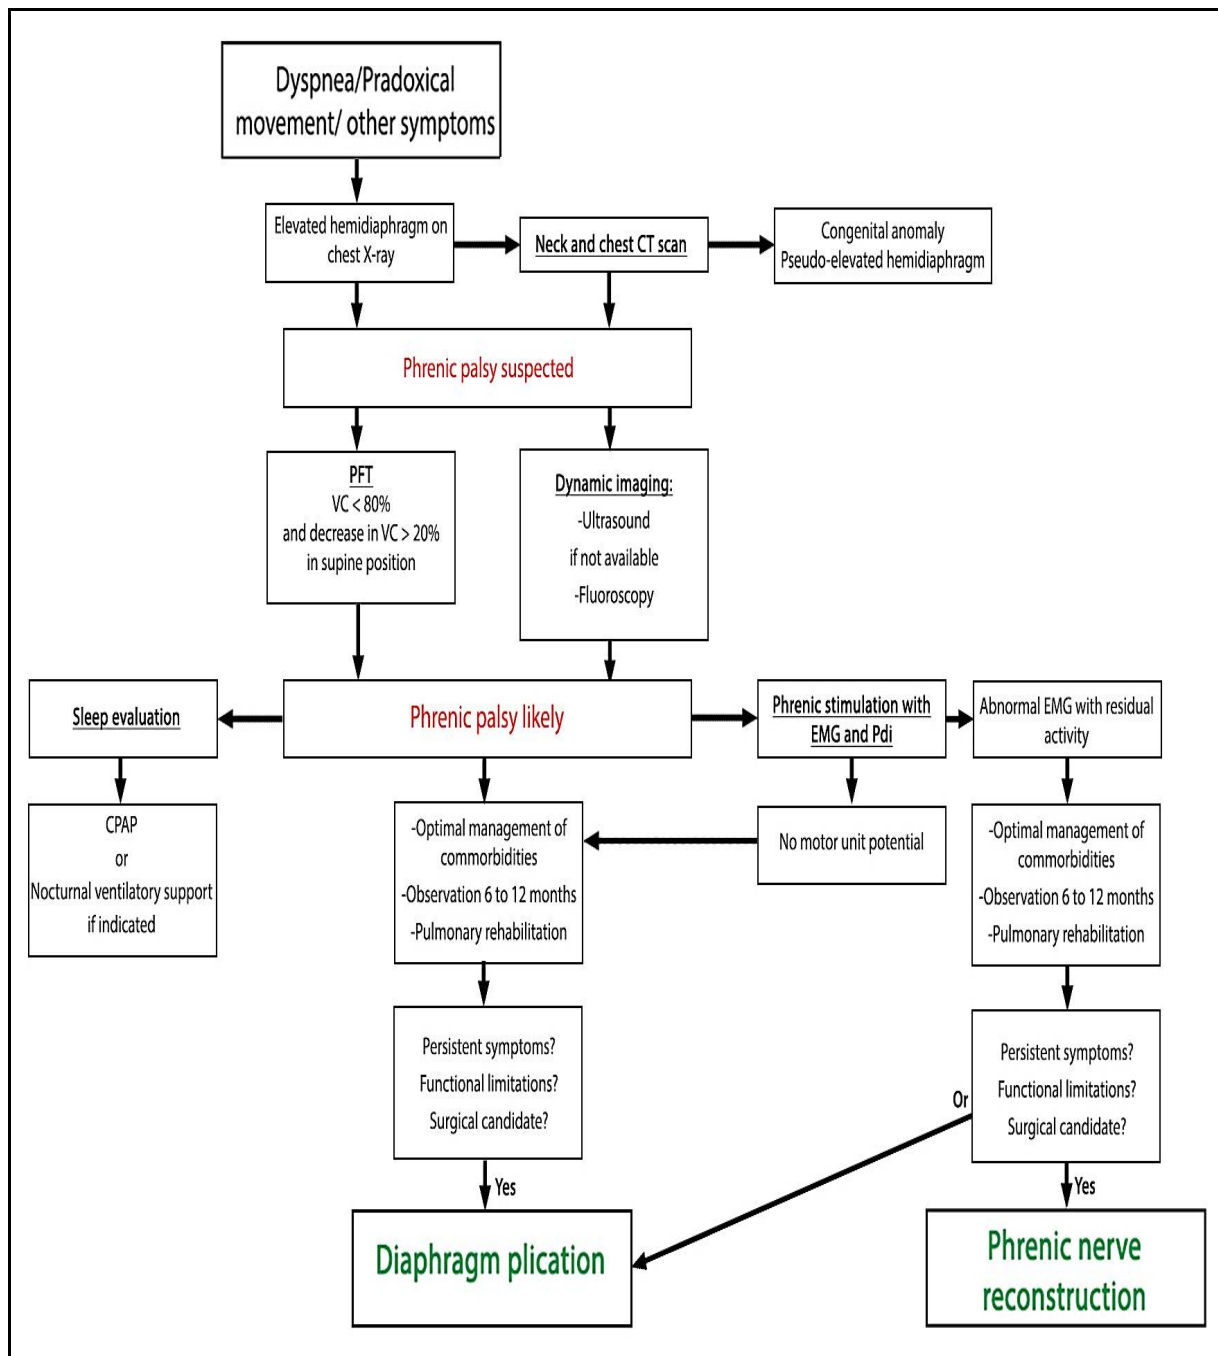 Dyspnea/Pradoxical
movement/ other symptoms
Elevated hemidiaphragm on
chest X-ray
Neck and chest CT scan
Congenital anomaly
Pseudo-elevated hemidiaphragm
Phrenic palsy suspected
PFT
VC < 80%
and decrease in VC > 20%
in supine position
Dynamic imaging:
-Ultrasound
if not available
-Fluoroscopy
Sleep evaluation
Phrenic palsy likely
Phrenic stimulation with
EMG and Pdi
Abnormal EMG with residual
activity
CPAP
or
Nocturnal ventilatory support
if indicated
-Optimal management of
commorbidities
-Observation 6 to 12 months
-Pulmonary rehabilitation
No motor unit potential
-Optimal management of
commorbidities
-Observation 6 to 12 months
-Pulmonary rehabilitation
Persistent symptoms?
Functional limitations?
Surgical candidate?
Or
Persistent symptoms?
Functional limitations?
Surgical candidate?
Yes
Yes
Diaphragm plication
Phrenic nerve
reconstruction